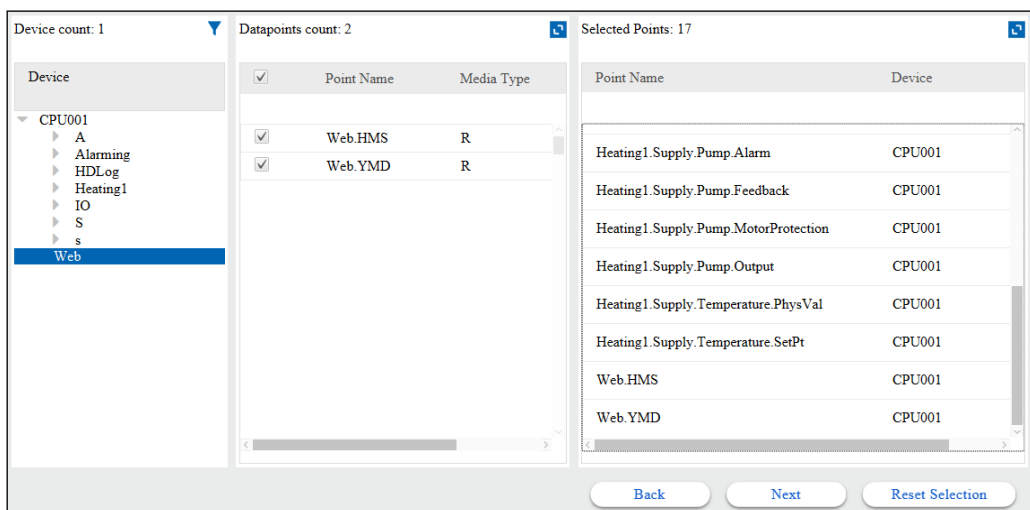 Device count: 1
Device
CPU001
A
Alarming
HDLog
Heating1
IO
S
s
Web
Datapoints count: 2
Point Name Media Type
Web.HMS R
Web.YMD R
Selected Points: 17
Point Name Device
Heating1.Supply.Pump.Alarm CPU001
Heating1.Supply.Pump.Feedback CPU001
Heating1.Supply.Pump.MotorProtection CPU001
Heating1.Supply.Pump.Output CPU001
Heating1.Supply.Temperature.PhysVal CPU001
Heating1.Supply.Temperature.SetPt CPU001
Web.HMS CPU001
Web.YMD CPU001
Back Next Reset Selection